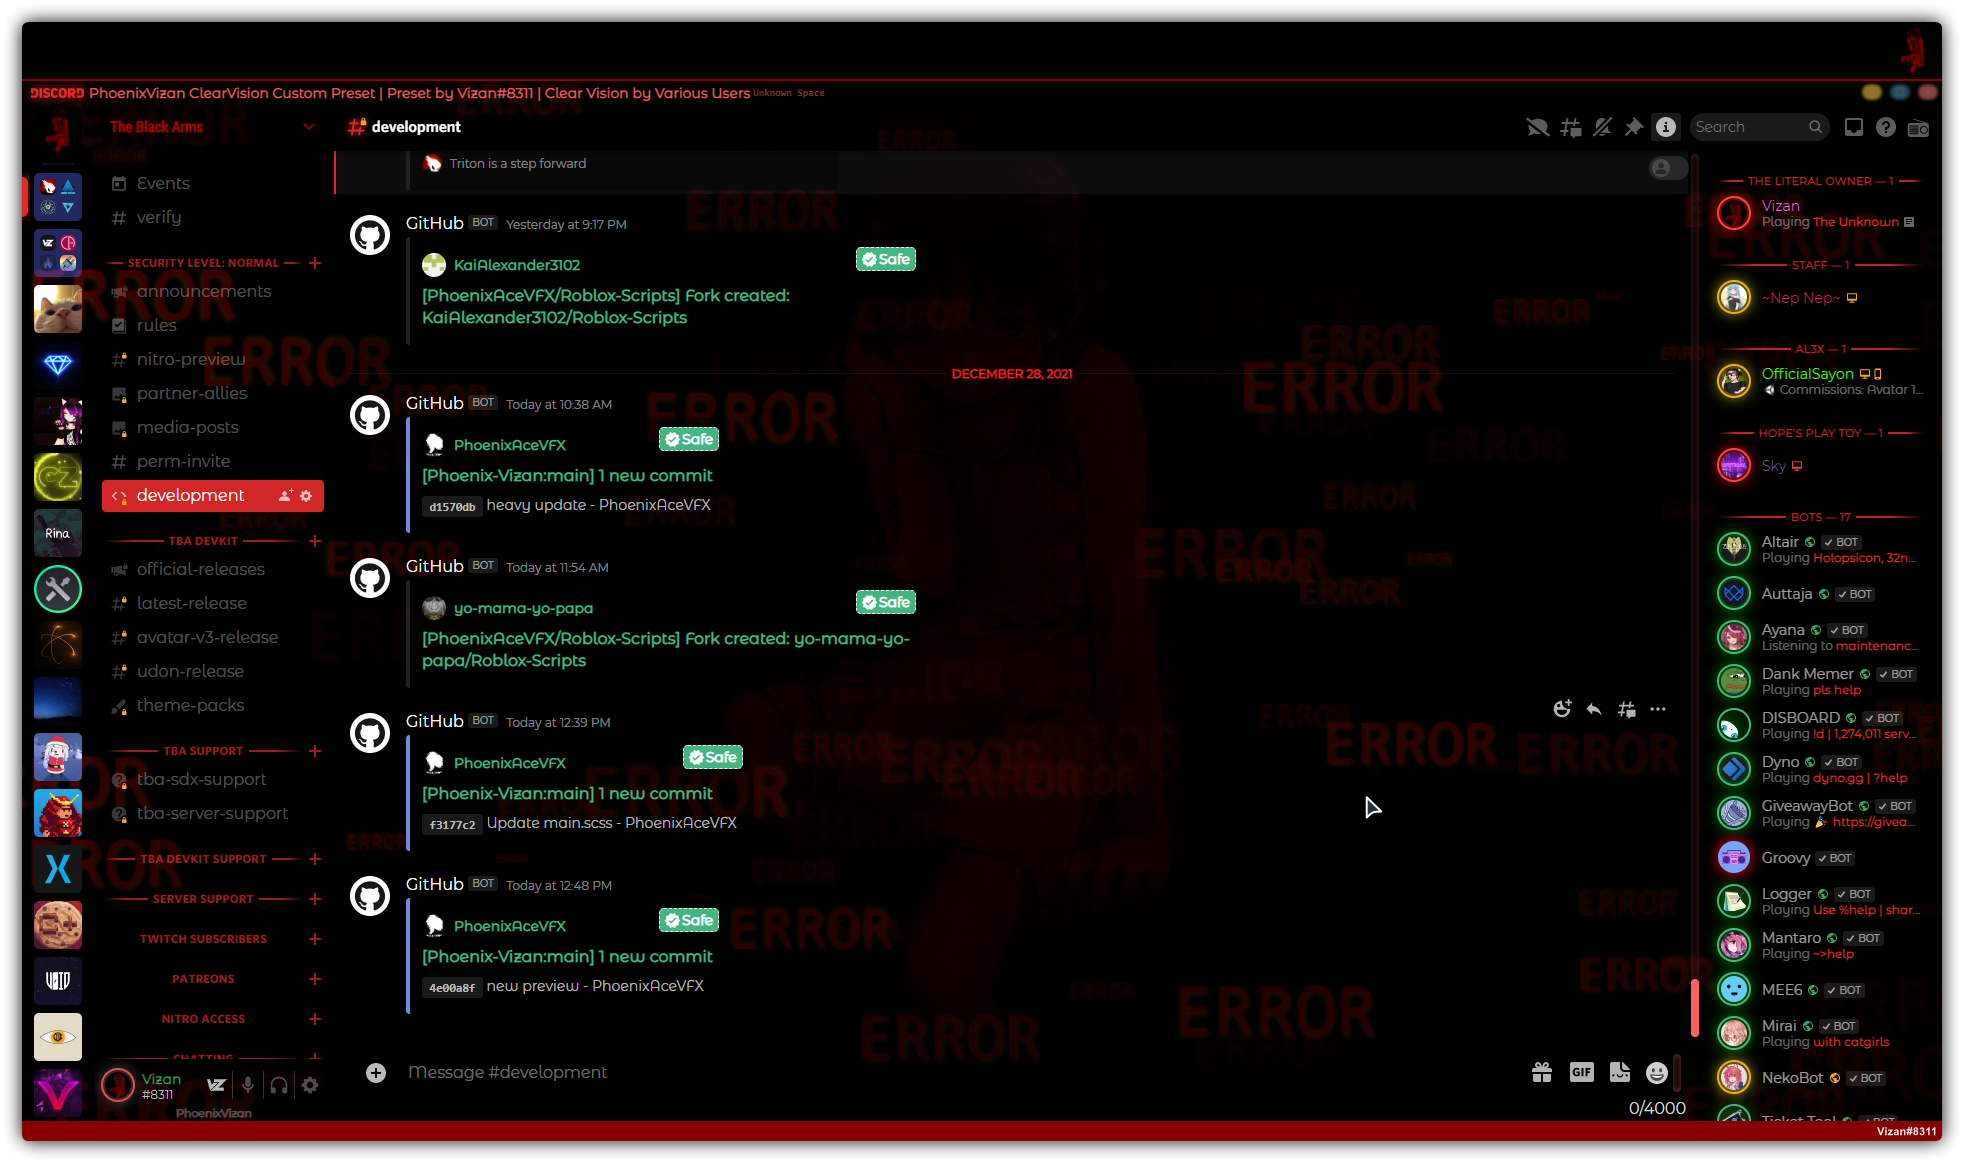 DISCORD PhoenixVizan ClearVision Custom Preset | Preset by Vizan#8311 | Clear Vision by Various Users Unknown Space
The Black Arms
Events
verify
SECURITY LEVEL: NORMAL
announcements
rules
nitro-preview
partner-allies
media-posts
perm-invite
development
TBA DEVKIT
official-releases
latest-release
avatar-v3-release
udon-release
theme-packs
TBA SUPPORT
tba-sdx-support
tba-server-support
TBA DEVKIT SUPPORT
SERVER SUPPORT
TWITCH SUBSCRIBERS
PATREONS
NITRO ACCESS
CHATTING
Rina
VOID
Vizan
#8311
PhoenixVizan
development
Search
Triton is a step forward
GitHub BOT Yesterday at 9:17 PM
KaiAlexander3102
Safe
[PhoenixAceVFX/Roblox-Scripts] Fork created:
KaiAlexander3102/Roblox-Scripts
DECEMBER 28, 2021
GitHub BOT Today at 10:38 AM
PhoenixAceVFX
Safe
[Phoenix-Vizan:main] 1 new commit
d1570db heavy update - PhoenixAceVFX
GitHub BOT Today at 11:54 AM
yo-mama-yo-papa
Safe
[PhoenixAceVFX/Roblox-Scripts] Fork created: yo-mama-yo-
papa/Roblox-Scripts
GitHub BOT Today at 12:39 PM
PhoenixAceVFX
Safe
[Phoenix-Vizan:main] 1 new commit
f3177c2 Update main.scss - PhoenixAceVFX
GitHub BOT Today at 12:48 PM
PhoenixAceVFX
Safe
[Phoenix-Vizan:main] 1 new commit
4e00a8f new preview - PhoenixAceVFX
Message #development
GIF
0/4000
THE LITERAL OWNER — 1
Vizan
Playing The Unknown
STAFF — 1
~Nep Nep~
AL3X — 1
OfficialSayon
Commissions: Avatar 1...
HOPE'S PLAY TOY — 1
Sky
BOTS — 17
Altair BOT
Playing Holopsicon, 32n...
Auttaja BOT
Ayana BOT
Listening to maintenanc...
Dank Memer BOT
Playing pls help
DISBOARD BOT
Playing !d | 1,274,011 serv...
Dyno BOT
Playing dyno.gg | ?help
GiveawayBot BOT
Playing 🎉 https://givea...
Groovy BOT
Logger BOT
Playing Use %help | shar...
Mantaro BOT
Playing ~>help
MEE6 BOT
Mirai BOT
Playing with catgirls
NekoBot BOT
Ticket Tool BOT
Vizan#8311
ERROR
ERROR
ERROR
ERROR
ERROR
ERROR
ERROR
ERROR
ERROR
ERROR